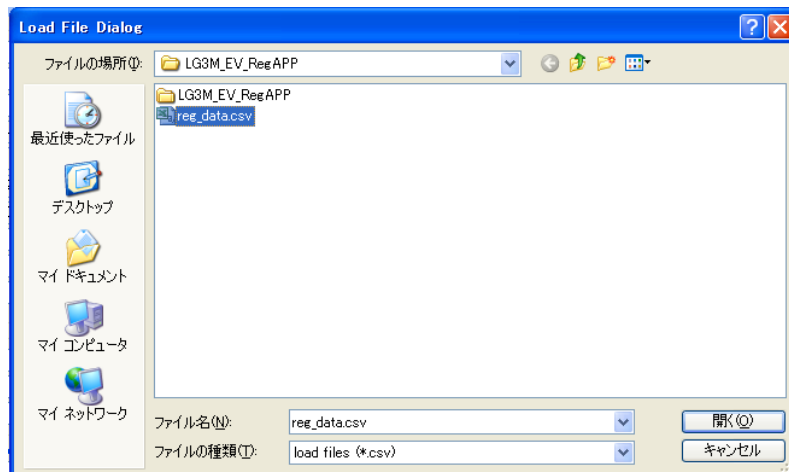 Load File Dialog
ファイルの場所(I):
LG3M_EV_RegAPP
LG3M_EV_RegAPP
reg_data.csv
最近使ったファイル
デスクトップ
マイ ドキュメント
マイ コンピュータ
マイ ネットワーク
ファイル名(N):
reg_data.csv
開く(O)
ファイルの種類(T):
load files (*.csv)
キャンセル